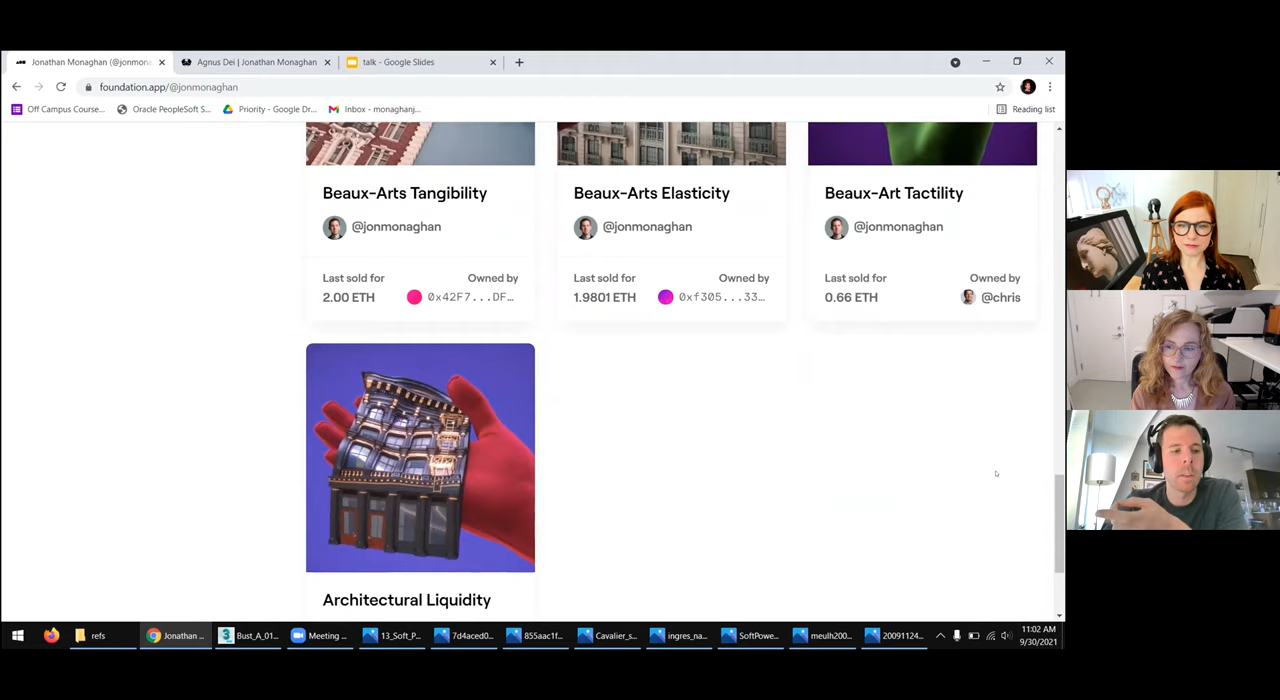 Jonathan Monaghan (@jonmona
Agnus Dei | Jonathan Monaghan
talk - Google Slides
foundation.app/@jonmonaghan
Off Campus Course...
Oracle PeopleSoft S...
Priority - Google Dr...
Inbox - monaghanj...
Reading list
Beaux-Arts Tangibility
Beaux-Arts Elasticity
Beaux-Art Tactility
@jonmonaghan
@jonmonaghan
@jonmonaghan
Last sold for
Owned by
Last sold for
Owned by
Last sold for
Owned by
2.00 ETH
0x42F7...DF...
1.9801 ETH
0xf305...33...
0.66 ETH
@chris
Architectural Liquidity
refs
Jonathan ...
Bust_A_01...
Meeting ...
13_Soft_P...
7d4aced0...
855aac1f...
Cavalier_s...
ingres_na...
SoftPowe...
meulh200...
20091124...
11:02 AM
9/30/2021